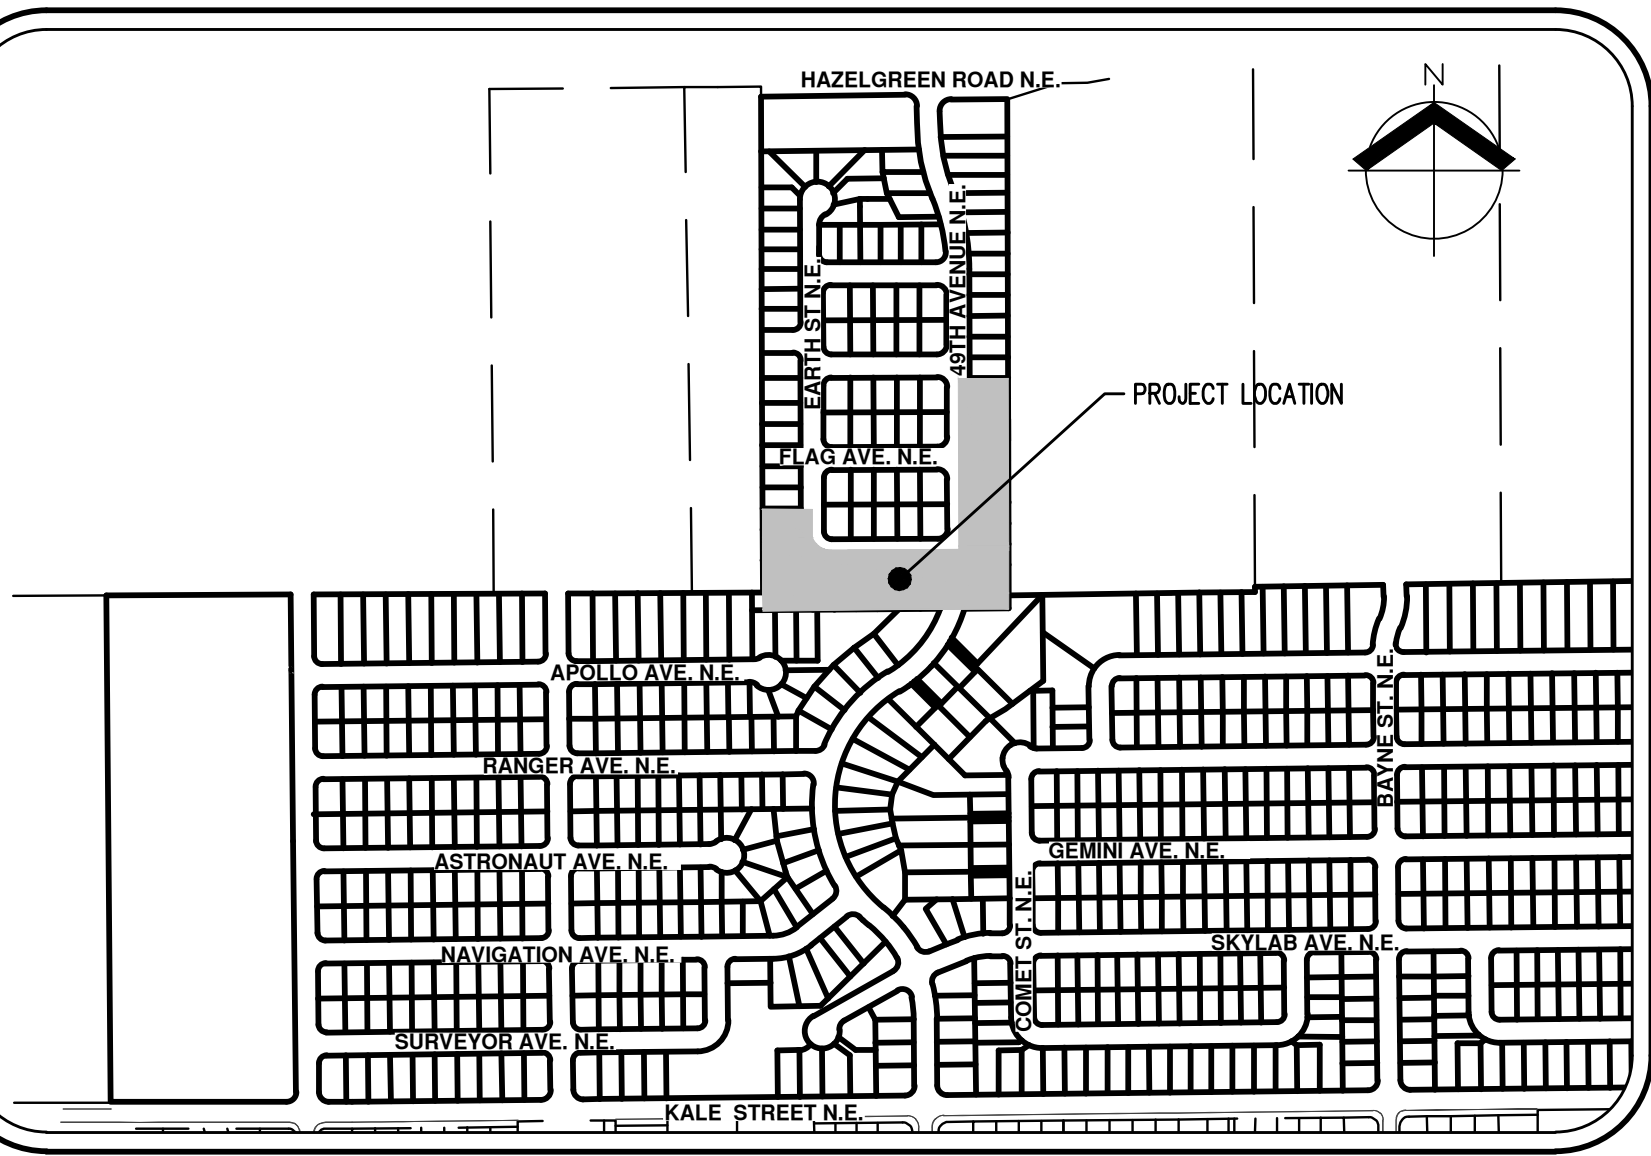 HAZELGREEN ROAD N.E.
N
49TH AVENUE N.E.
EARTH ST N.E.
PROJECT LOCATION
FLAG AVE. N.E.
APOLLO AVE. N.E.
BAYNE ST. N.E.
RANGER AVE. N.E.
GEMINI AVE. N.E.
ASTRONAUT AVE. N.E.
COMET ST. N.E.
SKYLAB AVE. N.E.
NAVIGATION AVE. N.E.
SURVEYOR AVE. N.E.
KALE STREET N.E.